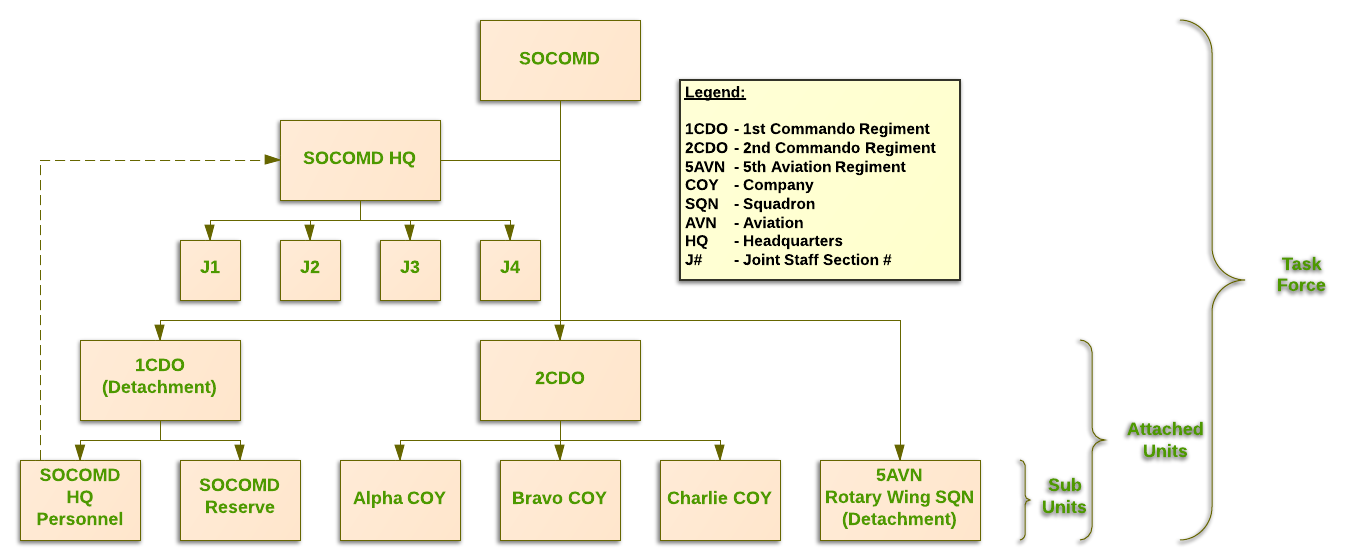 SOCOMD
Legend:
1CDO - 1st Commando Regiment
2CDO - 2nd Commando Regiment
5AVN - 5th Aviation Regiment
COY - Company
SQN - Squadron
AVN - Aviation
HQ - Headquarters
J# - Joint Staff Section #
SOCOMD HQ
J1
J2
J3
J4
Task
Force
1CDO
(Detachment)
2CDO
Attached
Units
SOCOMD
HQ
Personnel
SOCOMD
Reserve
Alpha COY
Bravo COY
Charlie COY
5AVN
Rotary Wing SQN
(Detachment)
Sub
Units